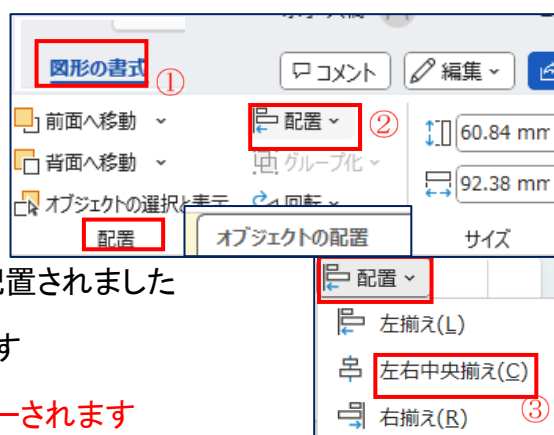 図形の書式 ①
コメント 編集
前面へ移動 配置 ② 60.84 mm
背面へ移動 グループ化
92.38 mm
オブジェクトの選択と表示 回転
配置 オブジェクトの配置 サイズ
配置されました
配置
す
左揃え(L)
左右中央揃え(C)
ーされます ③
右揃え(R)